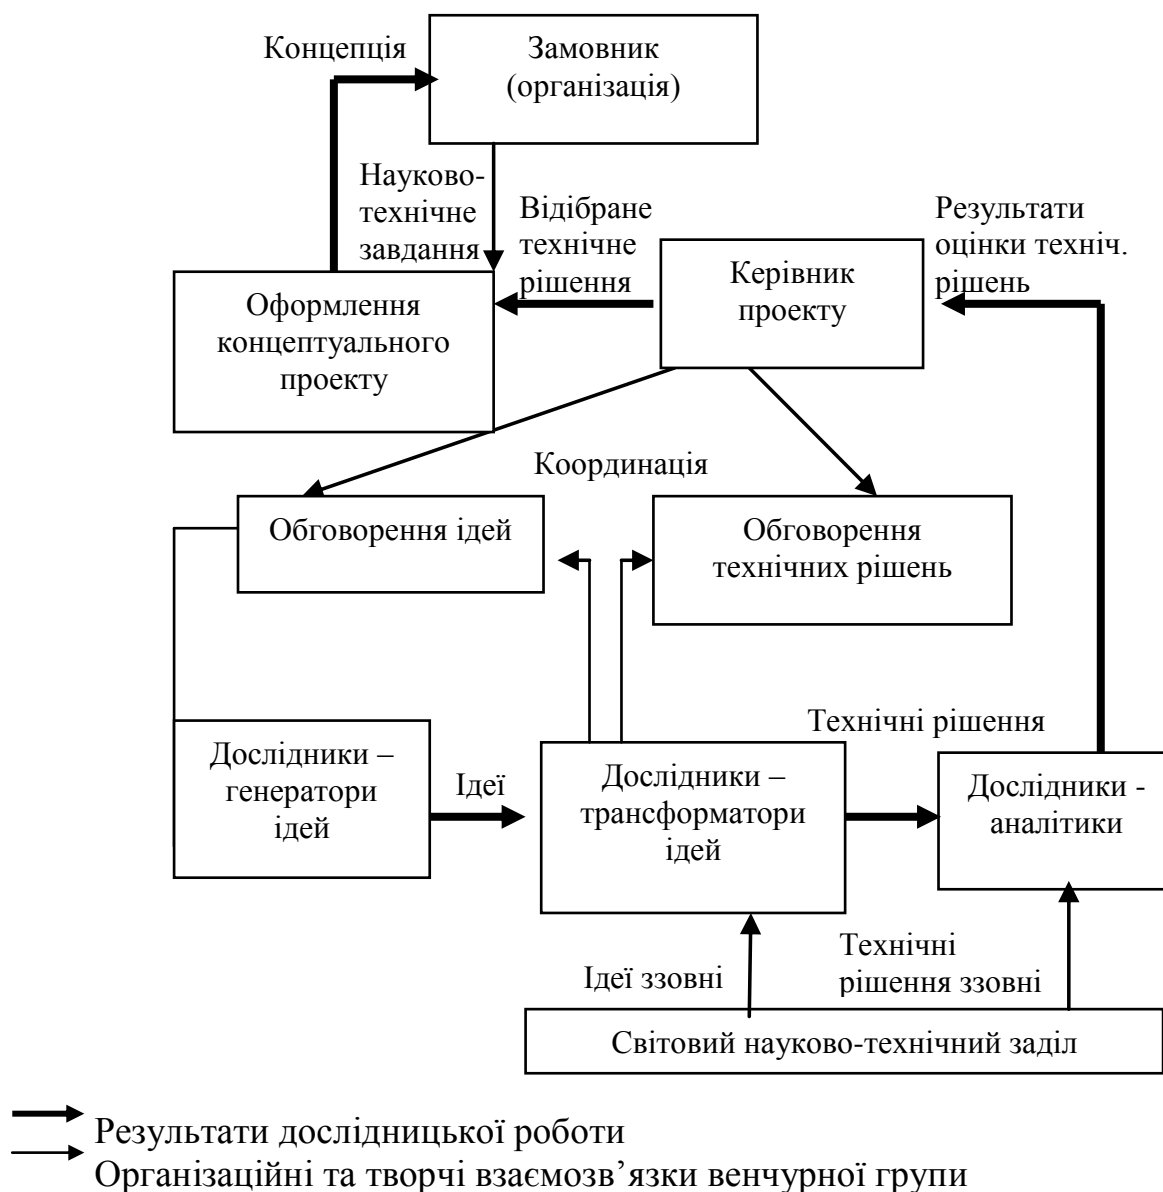 Концепція
Замовник
(організація)
Науково-
технічне
завдання
Відібране
технічне
рішення
Результати
оцінки техніч.
рішень
Керівник
проекту
Оформлення
концептуального
проекту
Координація
Обговорення ідей
Обговорення
технічних рішень
Технічні рішення
Дослідники –
генератори
ідей
Ідеї
Дослідники –
трансформатори
ідей
Дослідники -
аналітики
Ідеї ззовні
Технічні
рішення ззовні
Світовий науково-технічний заділ
Результати дослідницької роботи
Організаційні та творчі взаємозв’язки венчурної групи